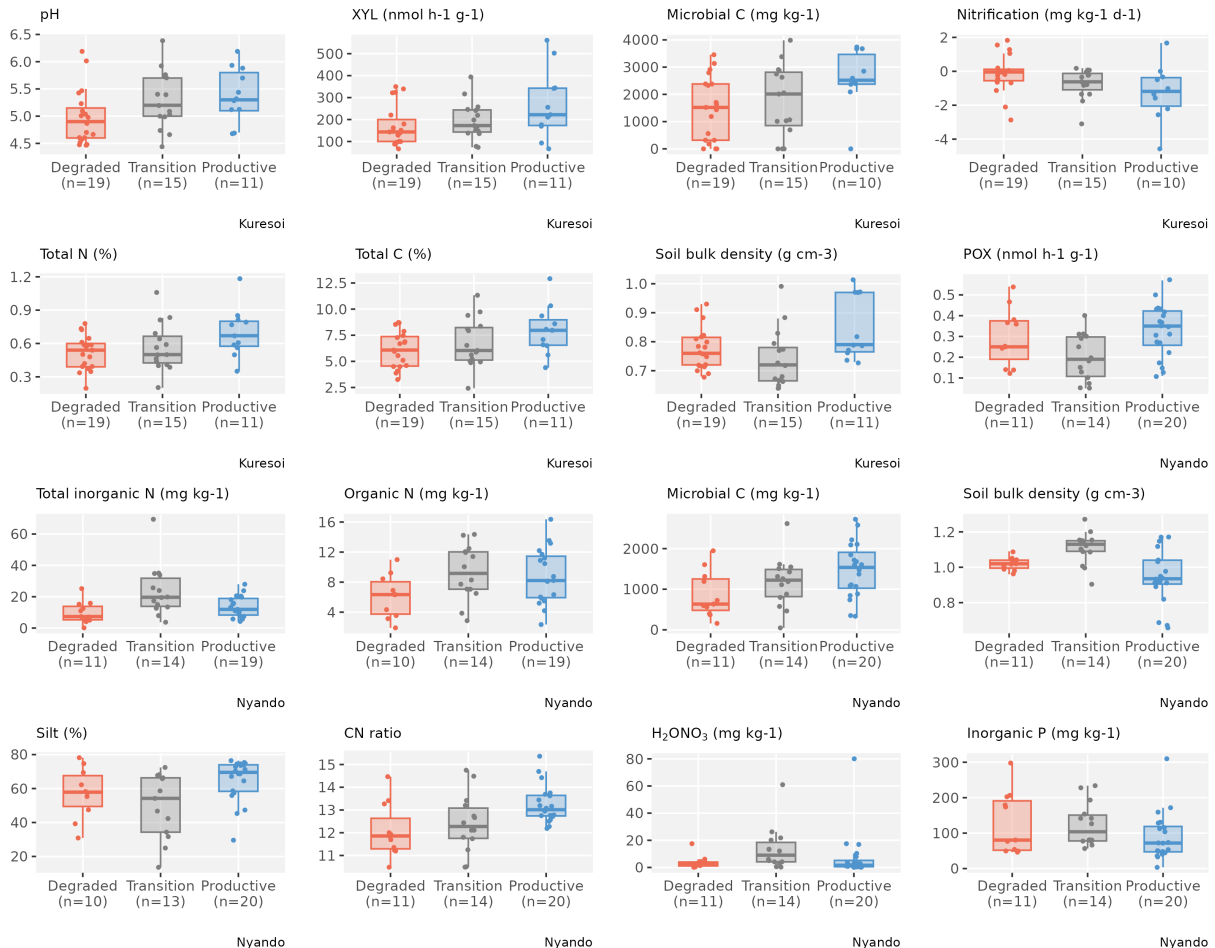 pH
6.5
6.0
5.5
5.0
4.5
Degraded Transition Productive
(n=19) (n=15) (n=11)
XYL (nmol h-1 g-1)
500
400
300
200
100
Degraded Transition Productive
(n=19) (n=15) (n=11)
Microbial C (mg kg-1)
4000
3000
2000
1000
0
Degraded Transition Productive
(n=19) (n=15) (n=10)
Nitrification (mg kg-1 d-1)
2
0
-2
-4
Degraded Transition Productive
(n=19) (n=15) (n=10)
Kuresoi
Kuresoi
Kuresoi
Total N (%)
1.2
0.9
0.6
0.3
Degraded Transition Productive
(n=19) (n=15) (n=11)
Total C (%)
12.5
10.0
7.5
5.0
2.5
Degraded Transition Productive
(n=19) (n=15) (n=11)
Soil bulk density (g cm-3)
1.0
0.9
0.8
0.7
Degraded Transition Productive
(n=19) (n=15) (n=11)
POX (nmol h-1 g-1)
0.5
0.4
0.3
0.2
0.1
Degraded Transition Productive
(n=11) (n=14) (n=20)
Kuresoi
Kuresoi
Kuresoi
Nyando
Total inorganic N (mg kg-1)
60
40
20
0
Degraded Transition Productive
(n=11) (n=14) (n=19)
Organic N (mg kg-1)
16
12
8
4
Degraded Transition Productive
(n=10) (n=14) (n=19)
Microbial C (mg kg-1)
2000
1000
0
Degraded Transition Productive
(n=11) (n=14) (n=20)
Soil bulk density (g cm-3)
1.2
1.0
0.8
Degraded Transition Productive
(n=11) (n=14) (n=20)
Nyando
Nyando
Nyando
Nyando
Silt (%)
80
60
40
20
Degraded Transition Productive
(n=10) (n=13) (n=20)
CN ratio
15
14
13
12
11
Degraded Transition Productive
(n=11) (n=14) (n=20)
H₂ONO₃ (mg kg-1)
80
60
40
20
0
Degraded Transition Productive
(n=11) (n=14) (n=20)
Inorganic P (mg kg-1)
300
200
100
0
Degraded Transition Productive
(n=11) (n=14) (n=20)
Nyando
Nyando
Nyando
Nyando